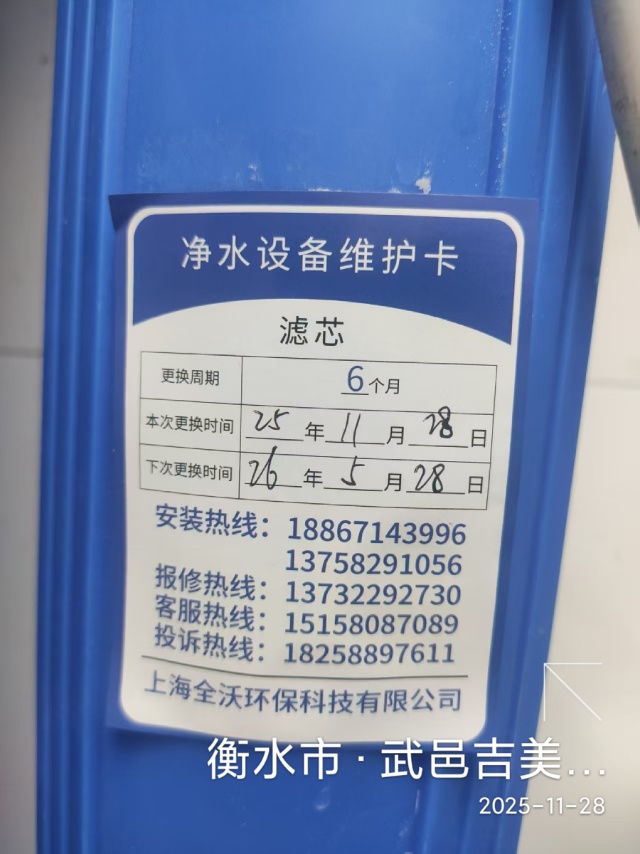 净水设备维护卡
滤芯
更换周期 6个月
本次更换时间 25年11月28日
下次更换时间 26年5月28日
安装热线：18867143996
13758291056
报修热线：13732292730
客服热线：15158087089
投诉热线：18258897611
上海全沃环保科技有限公司
衡水市·武邑吉美...
2025-11-28